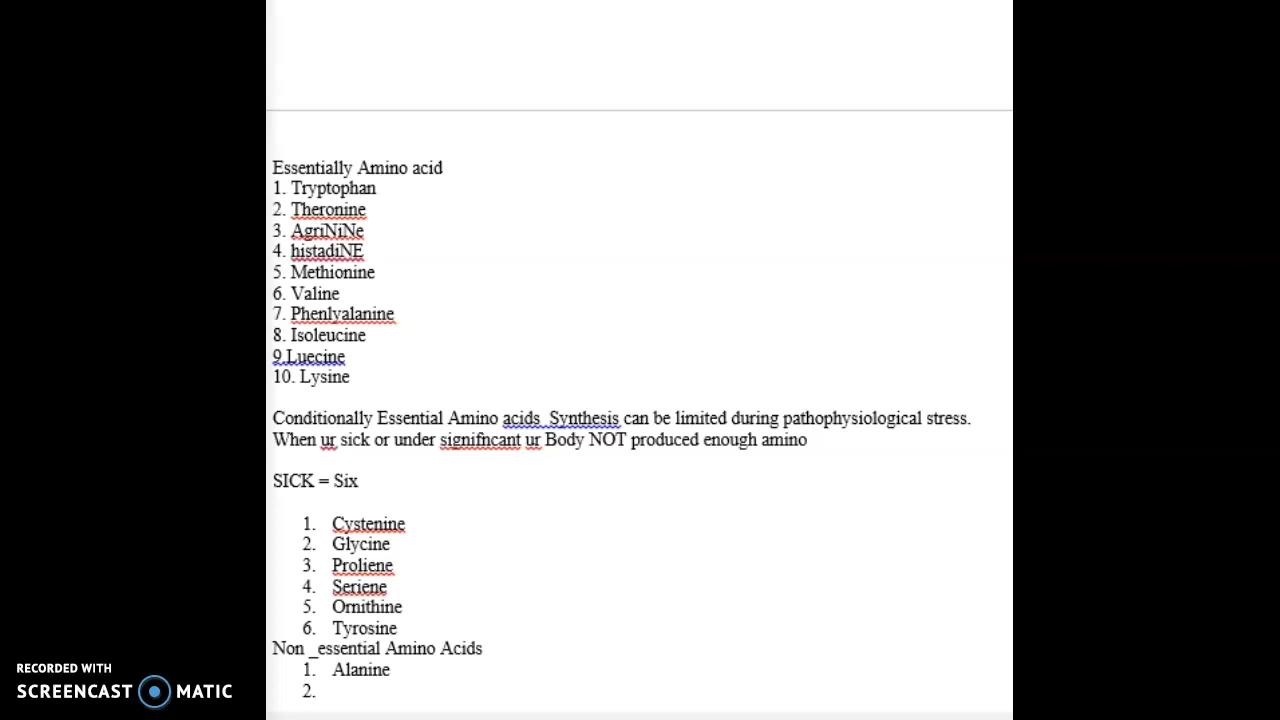 Essentially Amino acid
1. Tryptophan
2. Theronine
3. AgriNiNe
4. histadiNE
5. Methionine
6. Valine
7. Phenlyalanine
8. Isoleucine
9.Luecine
10. Lysine
Conditionally Essential Amino acids  Synthesis can be limited during pathophysiological stress.
When ur sick or under signifncant ur Body NOT produced enough amino
SICK = Six
1. Cystenine
2. Glycine
3. Proliene
4. Seriene
5. Ornithine
6. Tyrosine
Non _essential Amino Acids
1. Alanine
2.
RECORDED WITH
SCREENCAST MATIC